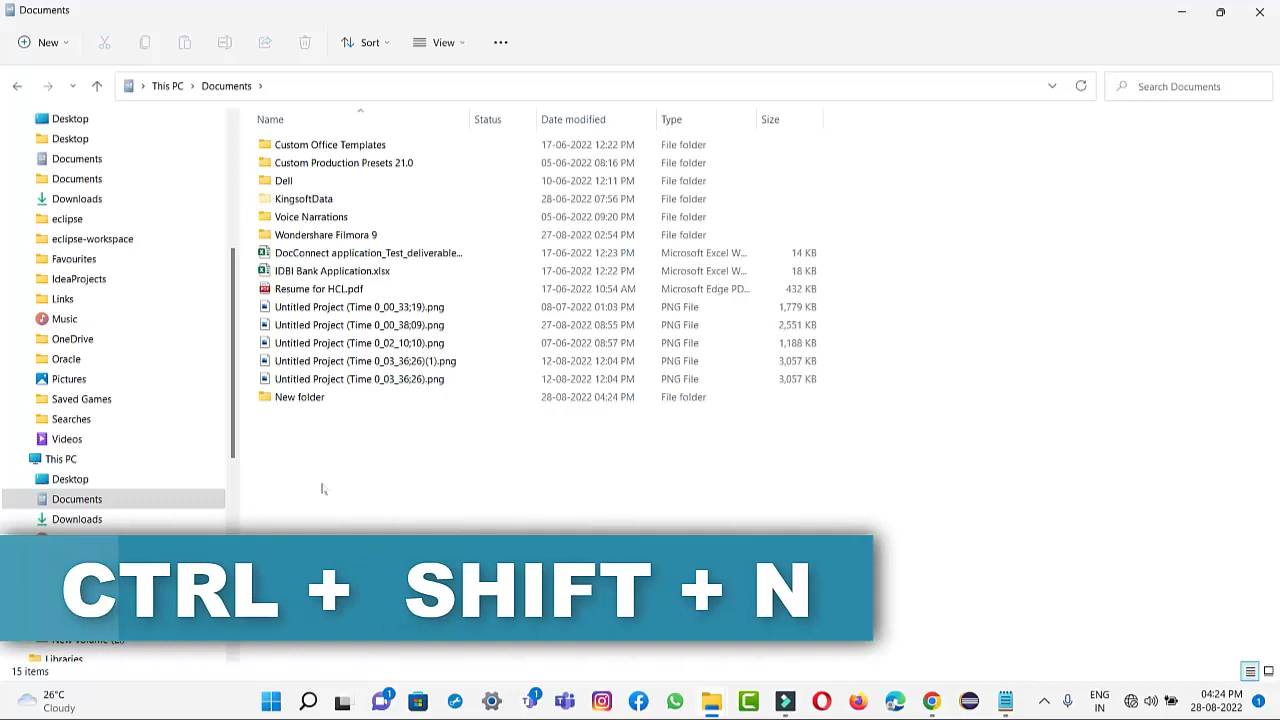 Documents
New
Sort
View
This PC > Documents >
Search Documents
Name Status Date modified Type Size
Custom Office Templates 17-06-2022 12:22 PM File folder
Custom Production Presets 21.0 05-06-2022 08:16 PM File folder
Dell 10-06-2022 12:11 PM File folder
KingsoftData 28-06-2022 07:56 PM File folder
Voice Narrations 05-06-2022 09:20 PM File folder
Wondershare Filmora 9 27-08-2022 02:54 PM File folder
DocConnect application_Test_deliverable... 17-06-2022 12:23 PM Microsoft Excel W... 14 KB
IDBI Bank Application.xlsx 17-06-2022 12:22 PM Microsoft Excel W... 18 KB
Resume for HCL.pdf 17-06-2022 10:54 AM Microsoft Edge PD... 432 KB
Untitled Project (Time 0_00_33;19).png 08-07-2022 01:03 PM PNG File 1,779 KB
Untitled Project (Time 0_00_38;09).png 27-08-2022 08:55 PM PNG File 2,551 KB
Untitled Project (Time 0_02_10;10).png 07-06-2022 08:57 PM PNG File 1,188 KB
Untitled Project (Time 0_03_36;26)(1).png 12-08-2022 12:04 PM PNG File 3,057 KB
Untitled Project (Time 0_03_36;26).png 12-08-2022 12:04 PM PNG File 3,057 KB
New folder 28-08-2022 04:24 PM File folder
Desktop
Desktop
Documents
Documents
Downloads
eclipse
eclipse-workspace
Favourites
IdeaProjects
Links
Music
OneDrive
Oracle
Pictures
Saved Games
Searches
Videos
This PC
Desktop
Documents
Downloads
CTRL + SHIFT + N
Libraries
15 items
26°C
Cloudy
1
1
ENG
IN
04:24 PM
28-08-2022
1